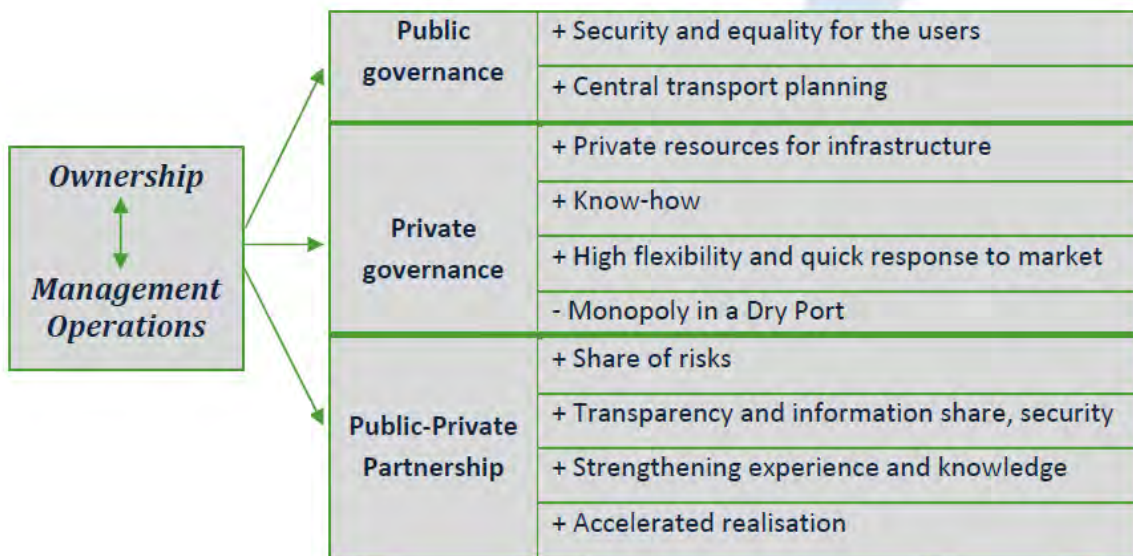 Ownership
Management
Operations
Public
governance
+ Security and equality for the users
+ Central transport planning
Private
governance
+ Private resources for infrastructure
+ Know-how
+ High flexibility and quick response to market
- Monopoly in a Dry Port
Public-Private
Partnership
+ Share of risks
+ Transparency and information share, security
+ Strengthening experience and knowledge
+ Accelerated realisation